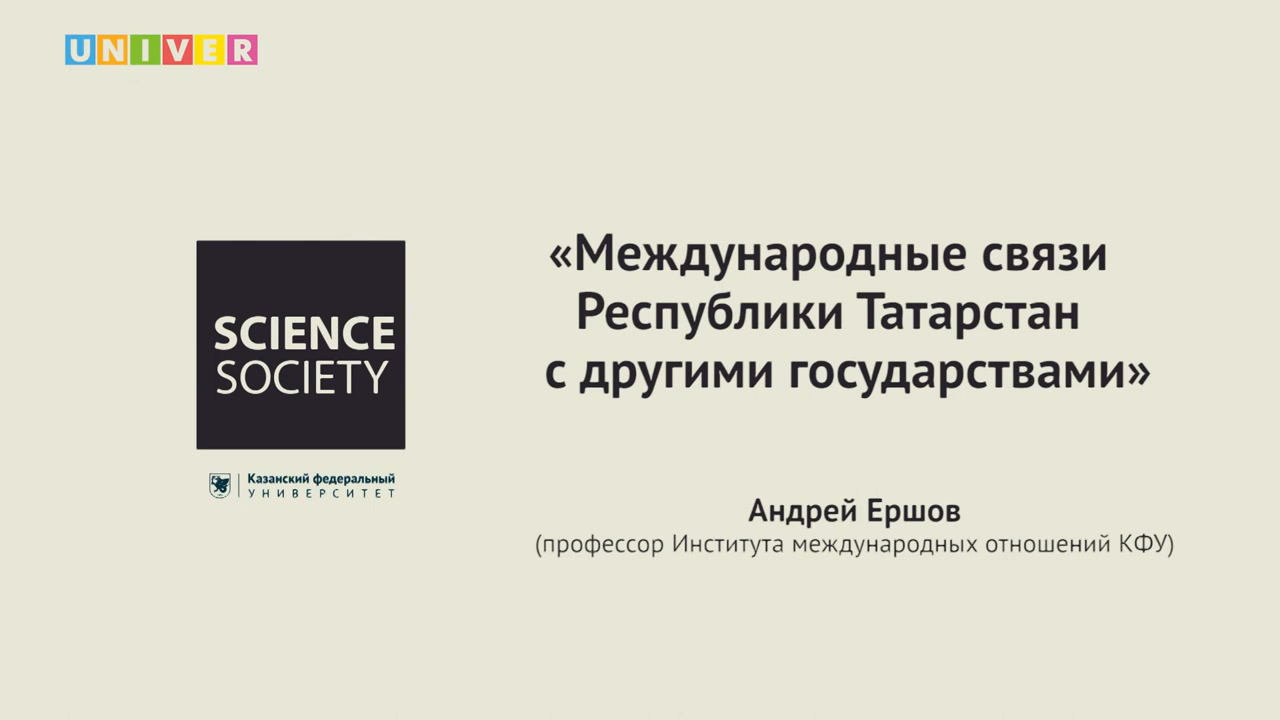 UNIVER
SCIENCE
SOCIETY
Казанский федеральный
УНИВЕРСИТЕТ
«Международные связи
Республики Татарстан
с другими государствами»
Андрей Ершов
(профессор Института международных отношений КФУ)